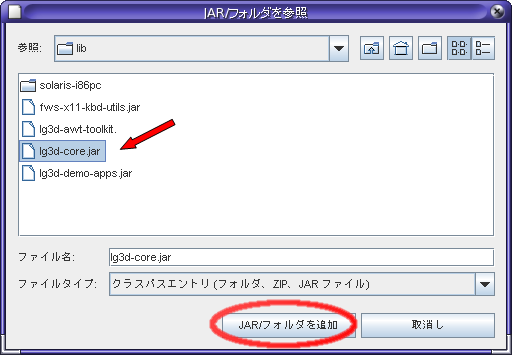 JAR/フォルダを参照
参照: lib
solaris-i86pc
fws-x11-kbd-utils.jar
lg3d-awt-toolkit.
lg3d-core.jar
lg3d-demo-apps.jar
ファイル名: lg3d-core.jar
ファイルタイプ: クラスパスエントリ (フォルダ、ZIP、JAR ファイル)
JAR/フォルダを追加 取消し